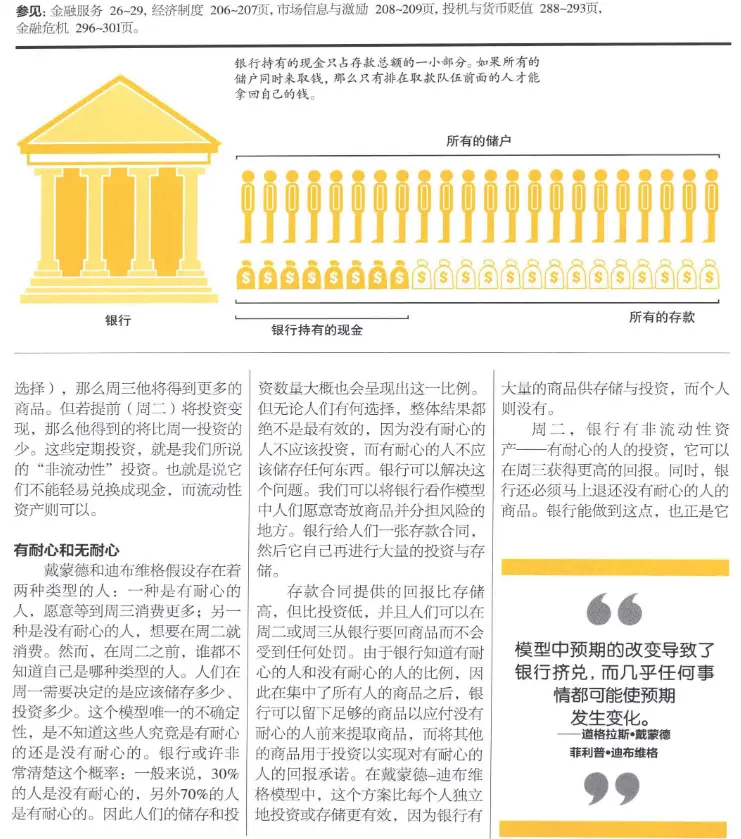 参见：金融服务 26~29, 经济制度 206~207页, 市场信息与激励 208~209页, 投机与货币贬值 288~293页,
金融危机 296~301页。
银行持有的现金只占存款总额的一小部分。如果所有的
储户同时来取钱，那么只有排在取款队伍前面的人才能
拿回自己的钱。
所有的储户
$ $ $ $ $ $ $ $ $ $ $ $ $ $ $ $ $ $ $ $ $ $
银行
银行持有的现金
所有的存款
选择），那么周三他将得到更多的
商品。但若提前（周二）将投资变
现，那么他得到的将比周一投资的
少。这些定期投资，就是我们所说
的“非流动性”投资。也就是说它
们不能轻易兑换成现金，而流动性
资产则可以。
有耐心和无耐心
戴蒙德和迪布维格假设存在着
两种类型的人：一种是有耐心的
人，愿意等到周三消费更多；另一
种是没有耐心的人，想要在周二就
消费。然而，在周二之前，谁都不
知道自己是哪种类型的人。人们在
周一需要决定的是应该储存多少、
投资多少。这个模型唯一的不确定
性，是不知道这些人究竟是有耐心
的还是没有耐心的。银行或许非
常清楚这个概率：一般来说，30%
的人是没有耐心的，另外70%的人
是有耐心的。因此人们的储存和投
资数量大概也会呈现出这一比例。
但无论人们有何选择，整体结果都
绝不是最有效的，因为没有耐心的
人不应该投资，而有耐心的人不应
该储存任何东西。银行可以解决这
个问题。我们可以将银行看作模型
中人们愿意寄放商品并分担风险的
地方。银行给人们一张存款合同，
然后它自己再进行大量的投资与存
储。
存款合同提供的回报比存储
高，但比投资低，并且人们可以在
周二或周三从银行要回商品而不会
受到任何处罚。由于银行知道有耐
心的人和没有耐心的人的比例，因
此在集中了所有人的商品之后，银
行可以留下足够的商品以应付没有
耐心的人前来提取商品，而将其他
的商品用于投资以实现对有耐心的
人的回报承诺。在戴蒙德–迪布维
格模型中，这个方案比每个人独立
地投资或存储更有效，因为银行有
大量的商品供存储与投资，而个人
则没有。
周二，银行有非流动性资
产——有耐心的人的投资，它可以
在周三获得更高的回报。同时，银
行还必须马上退还没有耐心的人的
商品。银行能做到这点，也正是它
“
模型中预期的改变导致了
银行挤兑，而几乎任何事
情都可能使预期
发生变化。
——道格拉斯•戴蒙德
菲利普•迪布维格
”